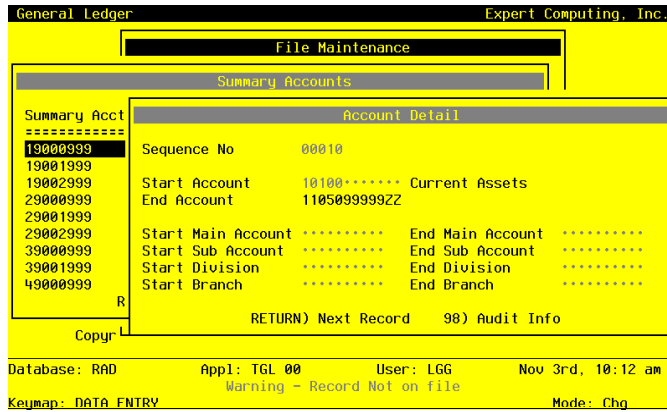 General Ledger Expert Computing, Inc.
File Maintenance
Summary Accounts
Summary Acct Account Detail
============
19000999 Sequence No 00010
19001999
19002999 Start Account 10100······· Current Assets
29000999 End Account 1105099999ZZ
29001999
29002999 Start Main Account ·········· End Main Account ··········
39000999 Start Sub Account ·········· End Sub Account ··········
39001999 Start Division ·········· End Division ··········
49000999 Start Branch ·········· End Branch ··········
R
RETURN) Next Record 98) Audit Info
Copyr
Database: RAD Appl: TGL 00 User: LGG Nov 3rd, 10:12 am
Warning - Record Not on file
Keymap: DATA ENTRY Mode: Chg